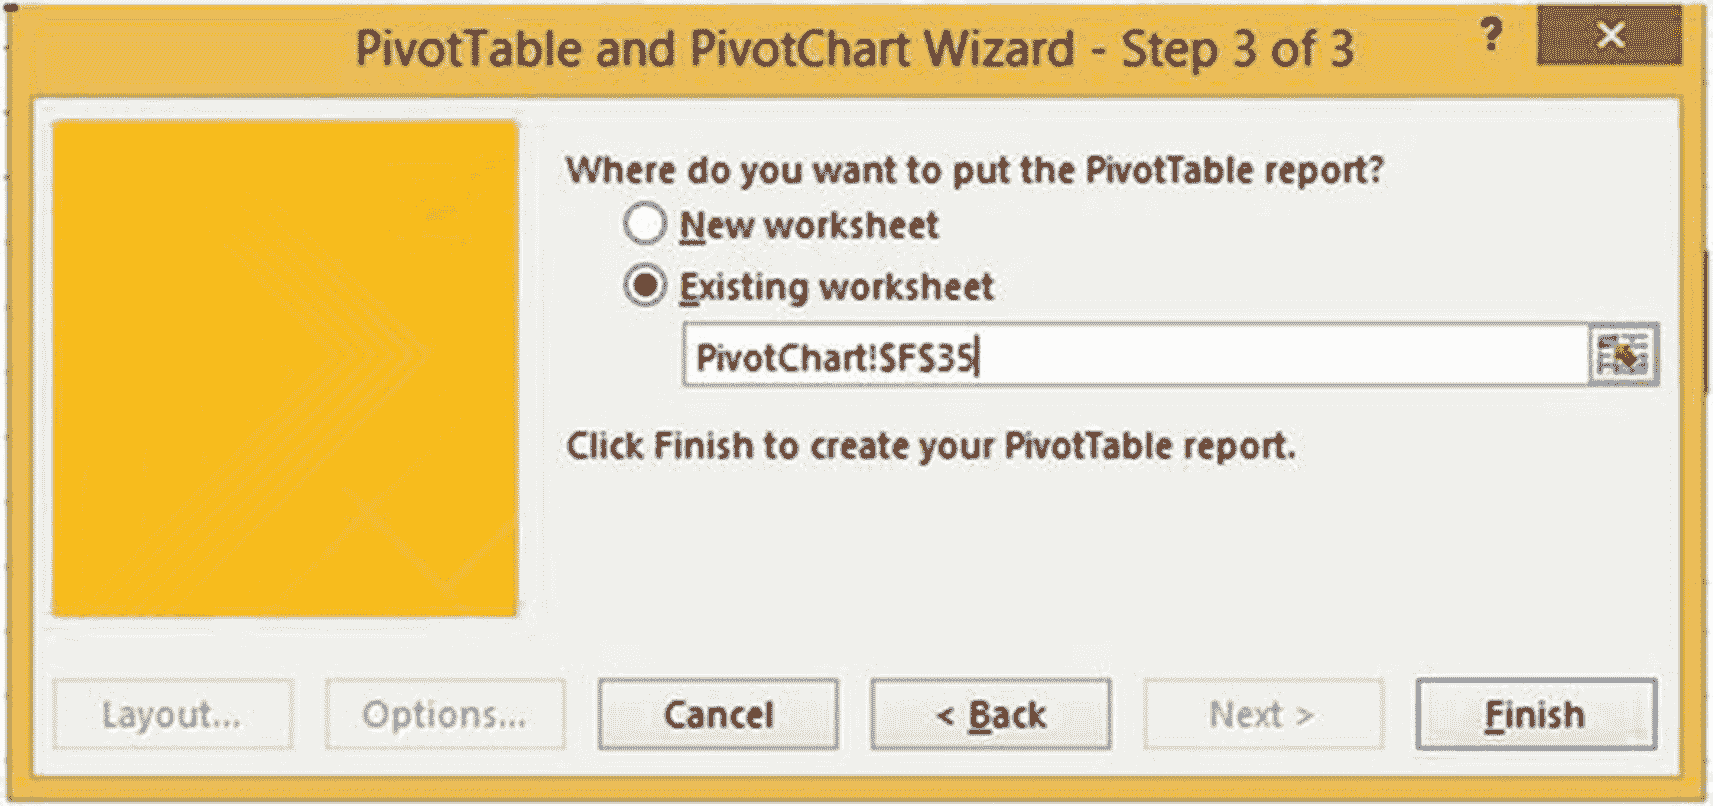 PivotTable and PivotChart Wizard - Step 3 of 3
?
Where do you want to put the PivotTable report?
New worksheet
Existing worksheet
PivotChart!$F$35
Click Finish to create your PivotTable report.
Layout... Options... Cancel < Back Next > Finish